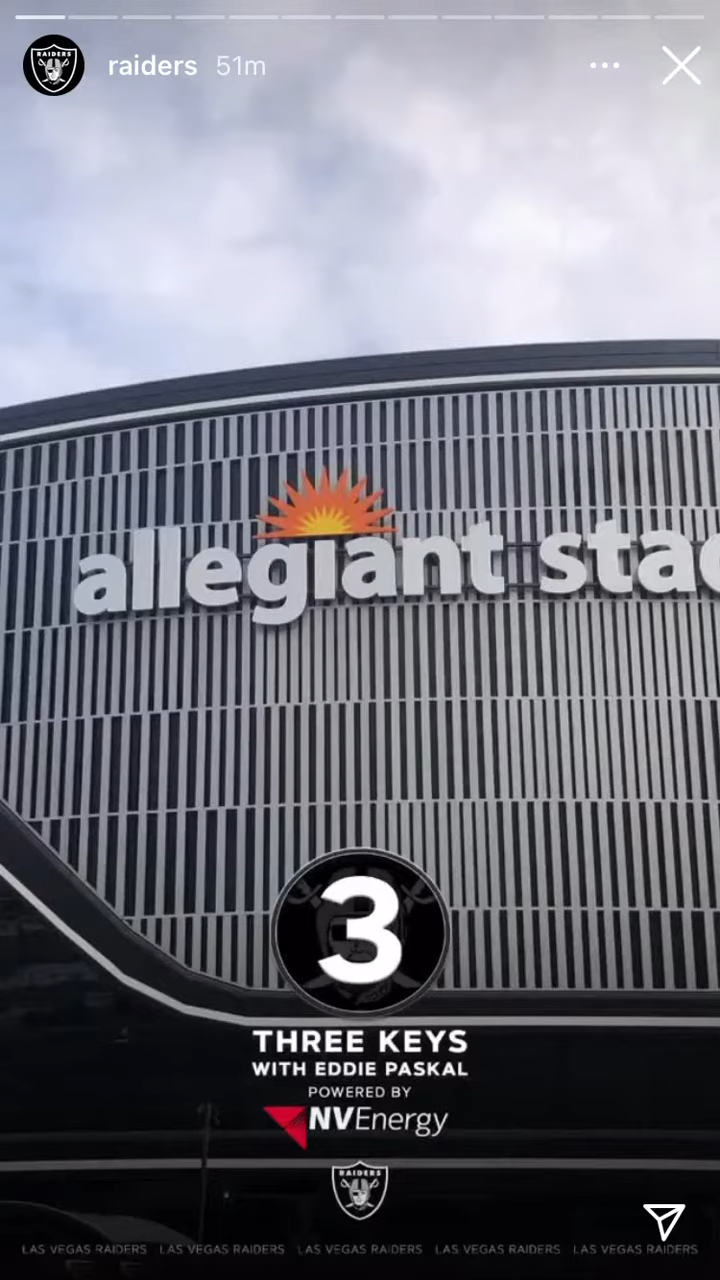 RAIDERS
raiders 51m
allegiant stad
3
THREE KEYS
WITH EDDIE PASKAL
POWERED BY
NVEnergy
RAIDERS
LAS VEGAS RAIDERS LAS VEGAS RAIDERS LAS VEGAS RAIDERS LAS VEGAS RAIDERS LAS VEGAS RAIDERS